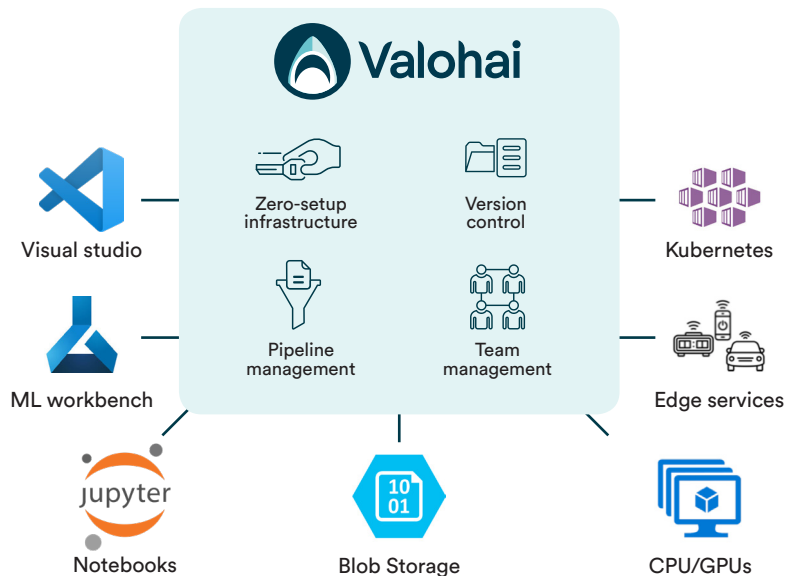 Valohai
Zero-setup
infrastructure
Version
control
Pipeline
management
Team
management
Visual studio
ML workbench
Kubernetes
Edge services
jupyter
Notebooks
10
01
Blob Storage
CPU/GPUs